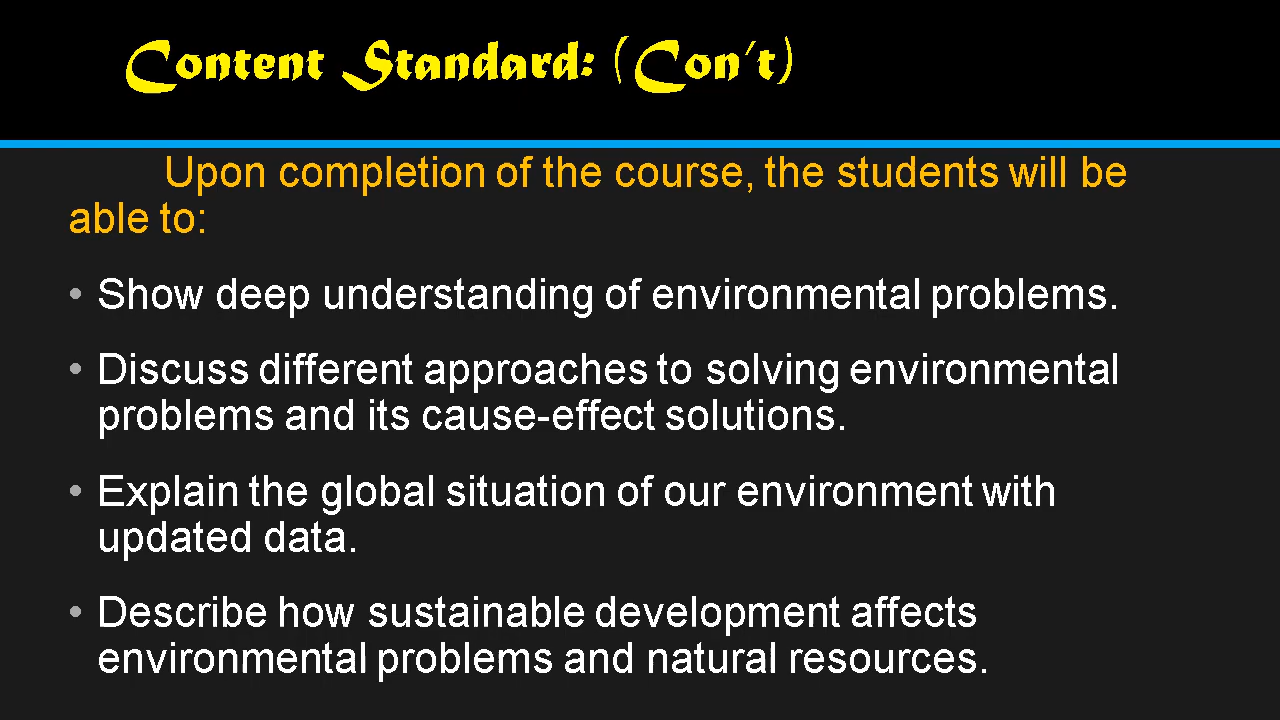 Content Standard: (Con't)
Upon completion of the course, the students will be
able to:
• Show deep understanding of environmental problems.
• Discuss different approaches to solving environmental
problems and its cause-effect solutions.
• Explain the global situation of our environment with
updated data.
• Describe how sustainable development affects
environmental problems and natural resources.